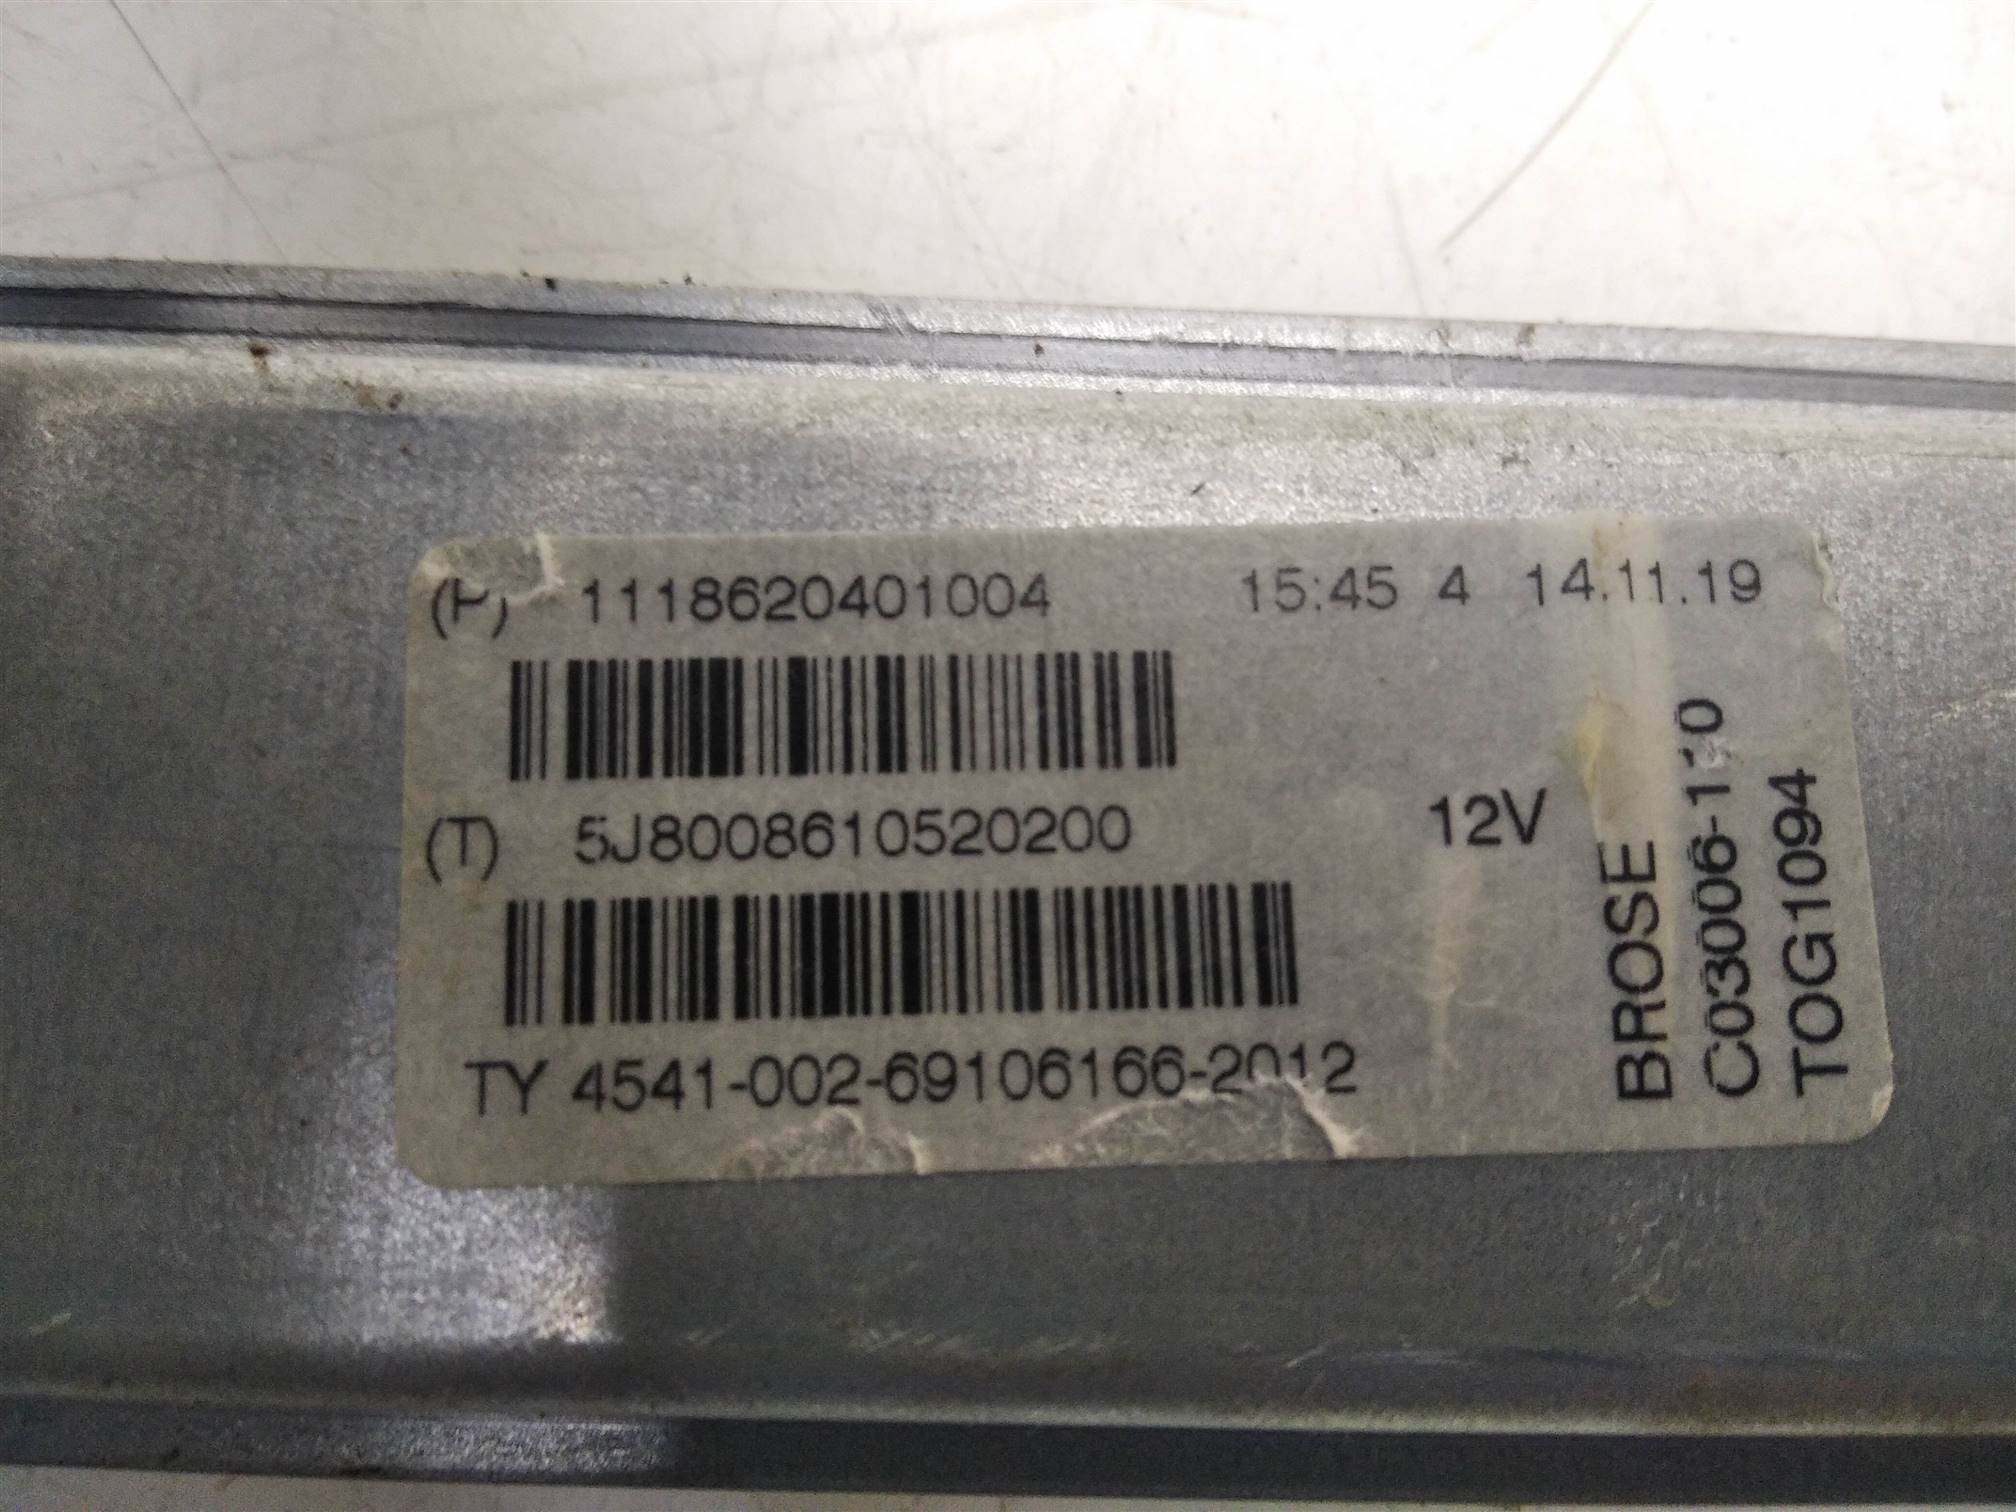 1118620401004 15:45 4 14.11.19
(T) 5J8008610520200
12V
TY 4541-002-69106166-2012
BROSE
TOG1094